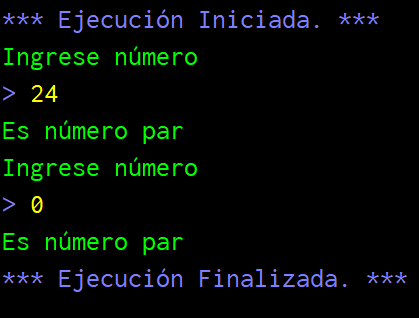 *** Ejecución Iniciada. ***
Ingrese número
> 24
Es número par
Ingrese número
> 0
Es número par
*** Ejecución Finalizada. ***